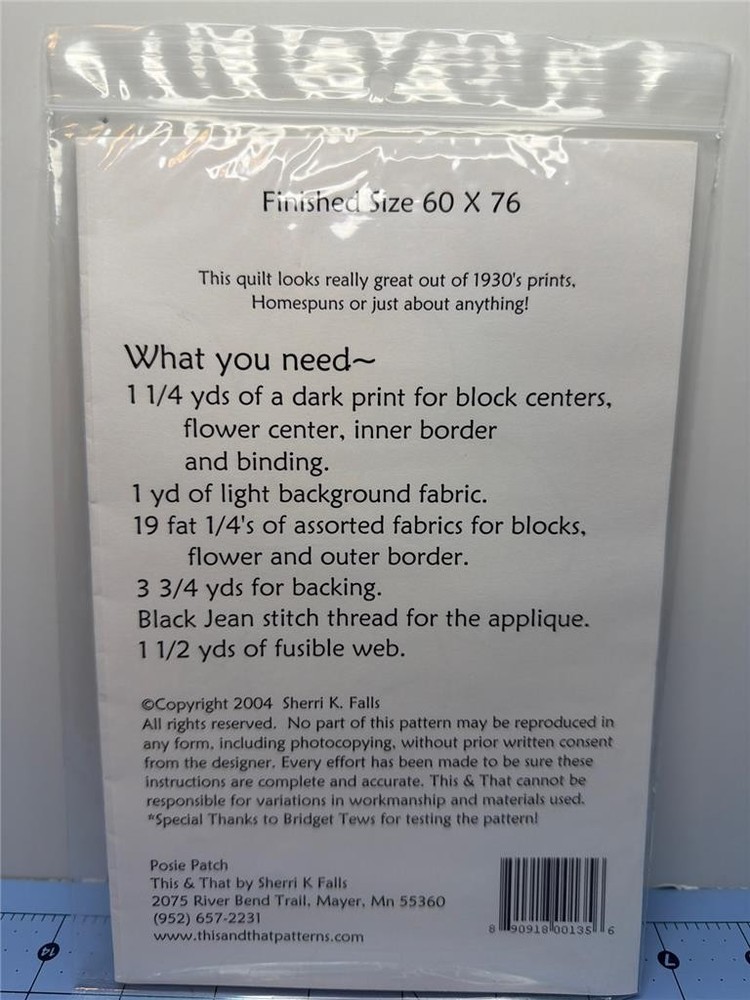 Finished Size 60 X 76
This quilt looks really great out of 1930's prints,
Homespuns or just about anything!
What you need~
1 1/4 yds of a dark print for block centers,
flower center, inner border
and binding.
1 yd of light background fabric.
19 fat 1/4's of assorted fabrics for blocks,
flower and outer border.
3 3/4 yds for backing.
Black Jean stitch thread for the applique.
1 1/2 yds of fusible web.
©Copyright 2004 Sherri K. Falls
All rights reserved. No part of this pattern may be reproduced in
any form, including photocopying, without prior written consent
from the designer. Every effort has been made to be sure these
instructions are complete and accurate. This & That cannot be
responsible for variations in workmanship and materials used.
*Special Thanks to Bridget Tews for testing the pattern!
Posie Patch
This & That by Sherri K Falls
2075 River Bend Trail, Mayer, Mn 55360
(952) 657-2231
www.thisandthatpatterns.com
8 90918 00135 6
14
7